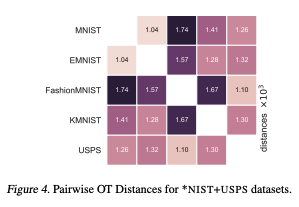 MNIST 1.04 1.74 1.41 1.26
EMNIST 1.04 1.57 1.28 1.32
FashionMNIST 1.74 1.57 1.67 1.10
KMNIST 1.41 1.28 1.67 1.30
USPS 1.26 1.32 1.10 1.30
distances ×10³
Figure 4. Pairwise OT Distances for *NIST+USPS datasets.